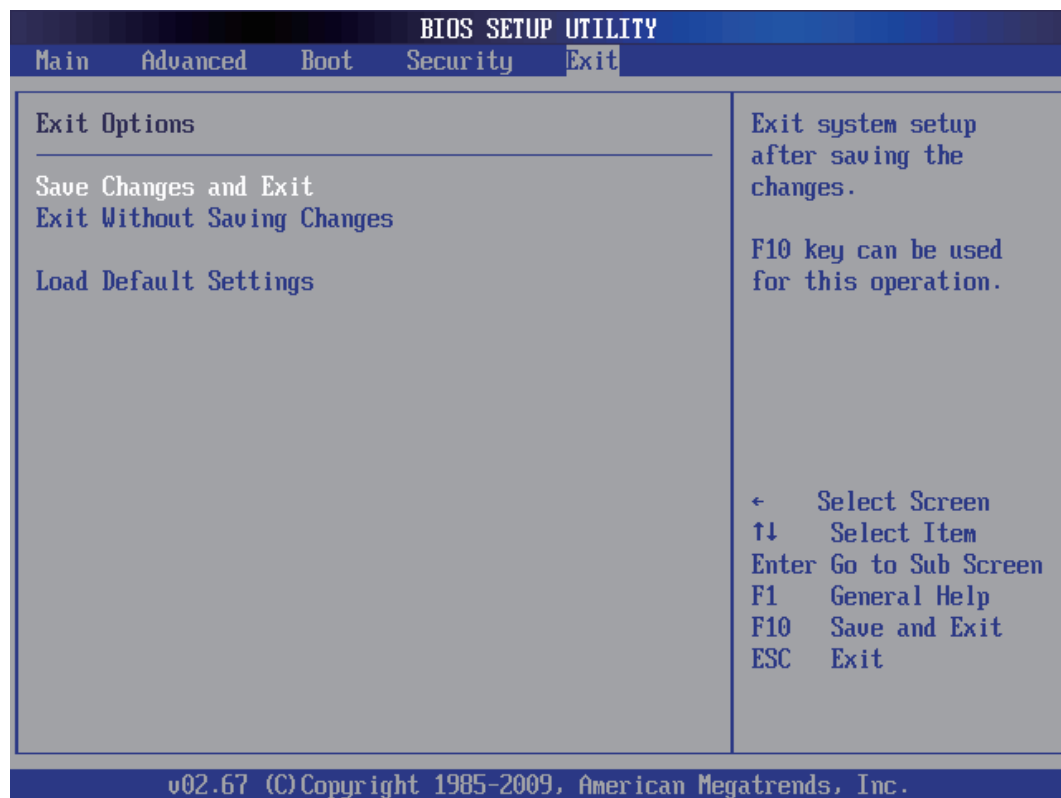 BIOS SETUP UTILITY
Main Advanced Boot Security Exit
Exit Options
Save Changes and Exit
Exit Without Saving Changes
Load Default Settings
Exit system setup
after saving the
changes.
F10 key can be used
for this operation.
← Select Screen
↑↓ Select Item
Enter Go to Sub Screen
F1 General Help
F10 Save and Exit
ESC Exit
v02.67 (C)Copyright 1985-2009, American Megatrends, Inc.